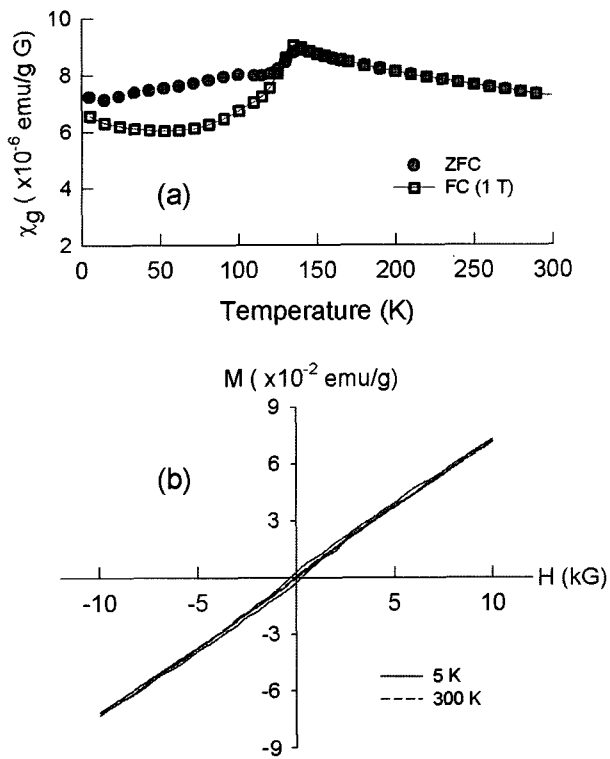 10
8
6
4
2
χg ( x10⁻⁶ emu/g G)
(a)
ZFC
FC (1 T)
0 50 100 150 200 250 300
Temperature (K)
M ( x10⁻² emu/g)
9
6
3
(b)
-10 -5 5 10 H (kG)
-3
-6
-9
5 K
300 K